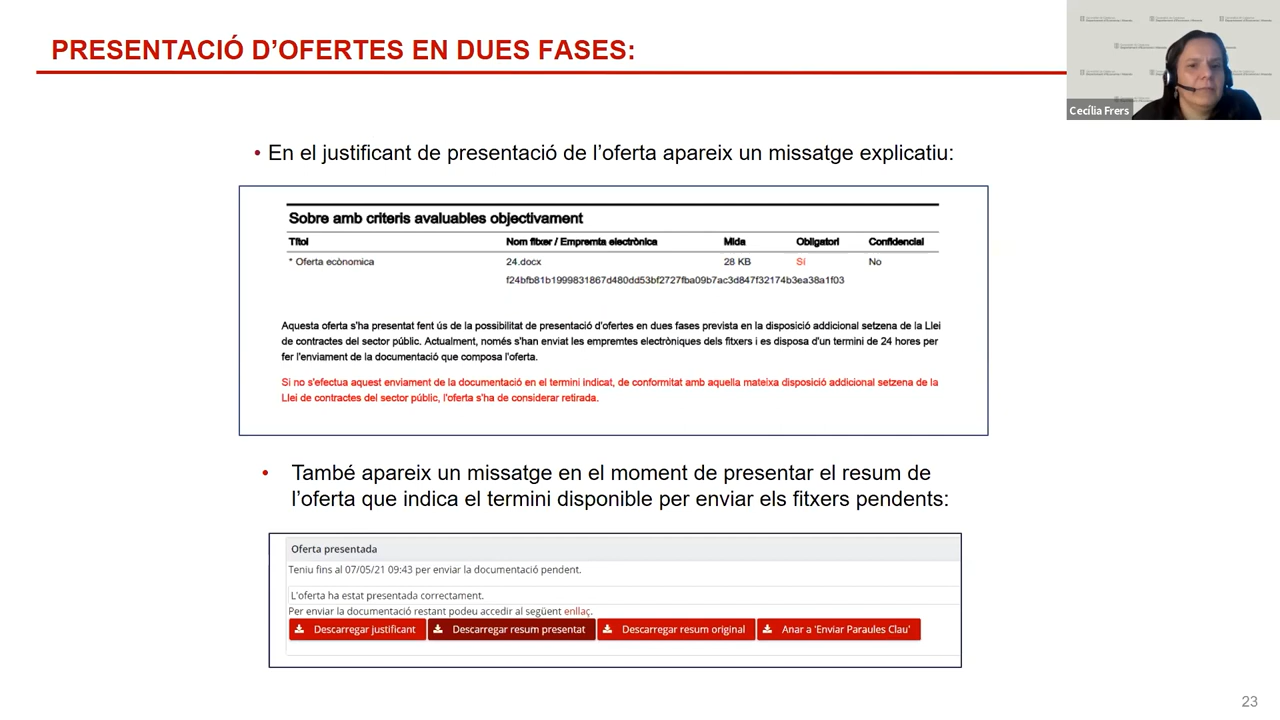 PRESENTACIÓ D’OFERTES EN DUES FASES:
Cecília Frers
• En el justificant de presentació de l’oferta apareix un missatge explicatiu:
Sobre amb criteris avaluables objectivament
Títol Nom fitxer / Empremta electrònica Mida Obligatori Confidencial
* Oferta econòmica 24.docx 28 KB Sí No
f24bfb81b1999831867d480dd53bf2727fba09b7ac3d847f32174b3ea38a1f03
Aquesta oferta s'ha presentat fent ús de la possibilitat de presentació d'ofertes en dues fases prevista en la disposició addicional setzena de la Llei
de contractes del sector públic. Actualment, només s'han enviat les empremtes electròniques dels fitxers i es disposa d'un termini de 24 hores per
fer l'enviament de la documentació que composa l'oferta.
Si no s'efectua aquest enviament de la documentació en el termini indicat, de conformitat amb aquella mateixa disposició addicional setzena de la
Llei de contractes del sector públic, l'oferta s'ha de considerar retirada.
• També apareix un missatge en el moment de presentar el resum de
l’oferta que indica el termini disponible per enviar els fitxers pendents:
Oferta presentada
Teniu fins al 07/05/21 09:43 per enviar la documentació pendent.
L'oferta ha estat presentada correctament.
Per enviar la documentació restant podeu accedir al següent enllaç.
Descarregar justificant Descarregar resum presentat Descarregar resum original Anar a 'Enviar Paraules Clau'
23